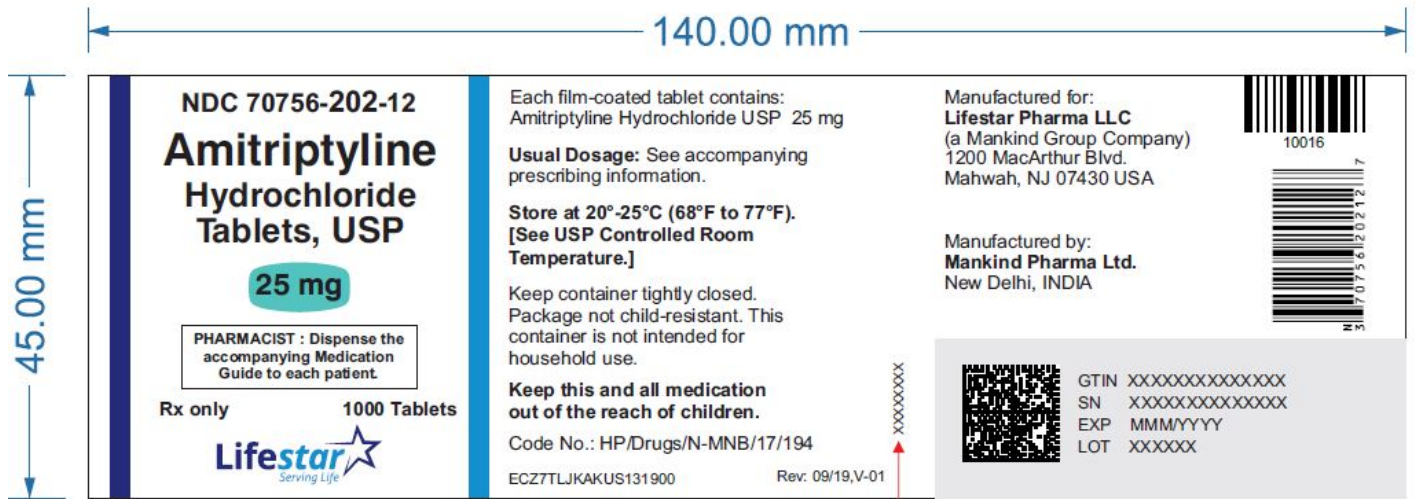 140.00 mm
45.00 mm
NDC 70756-202-12
Amitriptyline
Hydrochloride
Tablets, USP
25 mg
PHARMACIST : Dispense the
accompanying Medication
Guide to each patient.
Rx only 1000 Tablets
Lifestar
Serving Life
Each film-coated tablet contains:
Amitriptyline Hydrochloride USP 25 mg
Usual Dosage: See accompanying
prescribing information.
Store at 20°-25°C (68°F to 77°F).
[See USP Controlled Room
Temperature.]
Keep container tightly closed.
Package not child-resistant. This
container is not intended for
household use.
Keep this and all medication
out of the reach of children.
Code No.: HP/Drugs/N-MNB/17/194
ECZ7TLJKAKUS131900 Rev: 09/19,V-01
XXXXXXXX
Manufactured for:
Lifestar Pharma LLC
(a Mankind Group Company)
1200 MacArthur Blvd.
Mahwah, NJ 07430 USA
Manufactured by:
Mankind Pharma Ltd.
New Delhi, INDIA
10016
N
3 70756 20212 7
GTIN XXXXXXXXXXXXXX
SN XXXXXXXXXXXXXX
EXP MMM/YYYY
LOT XXXXXX